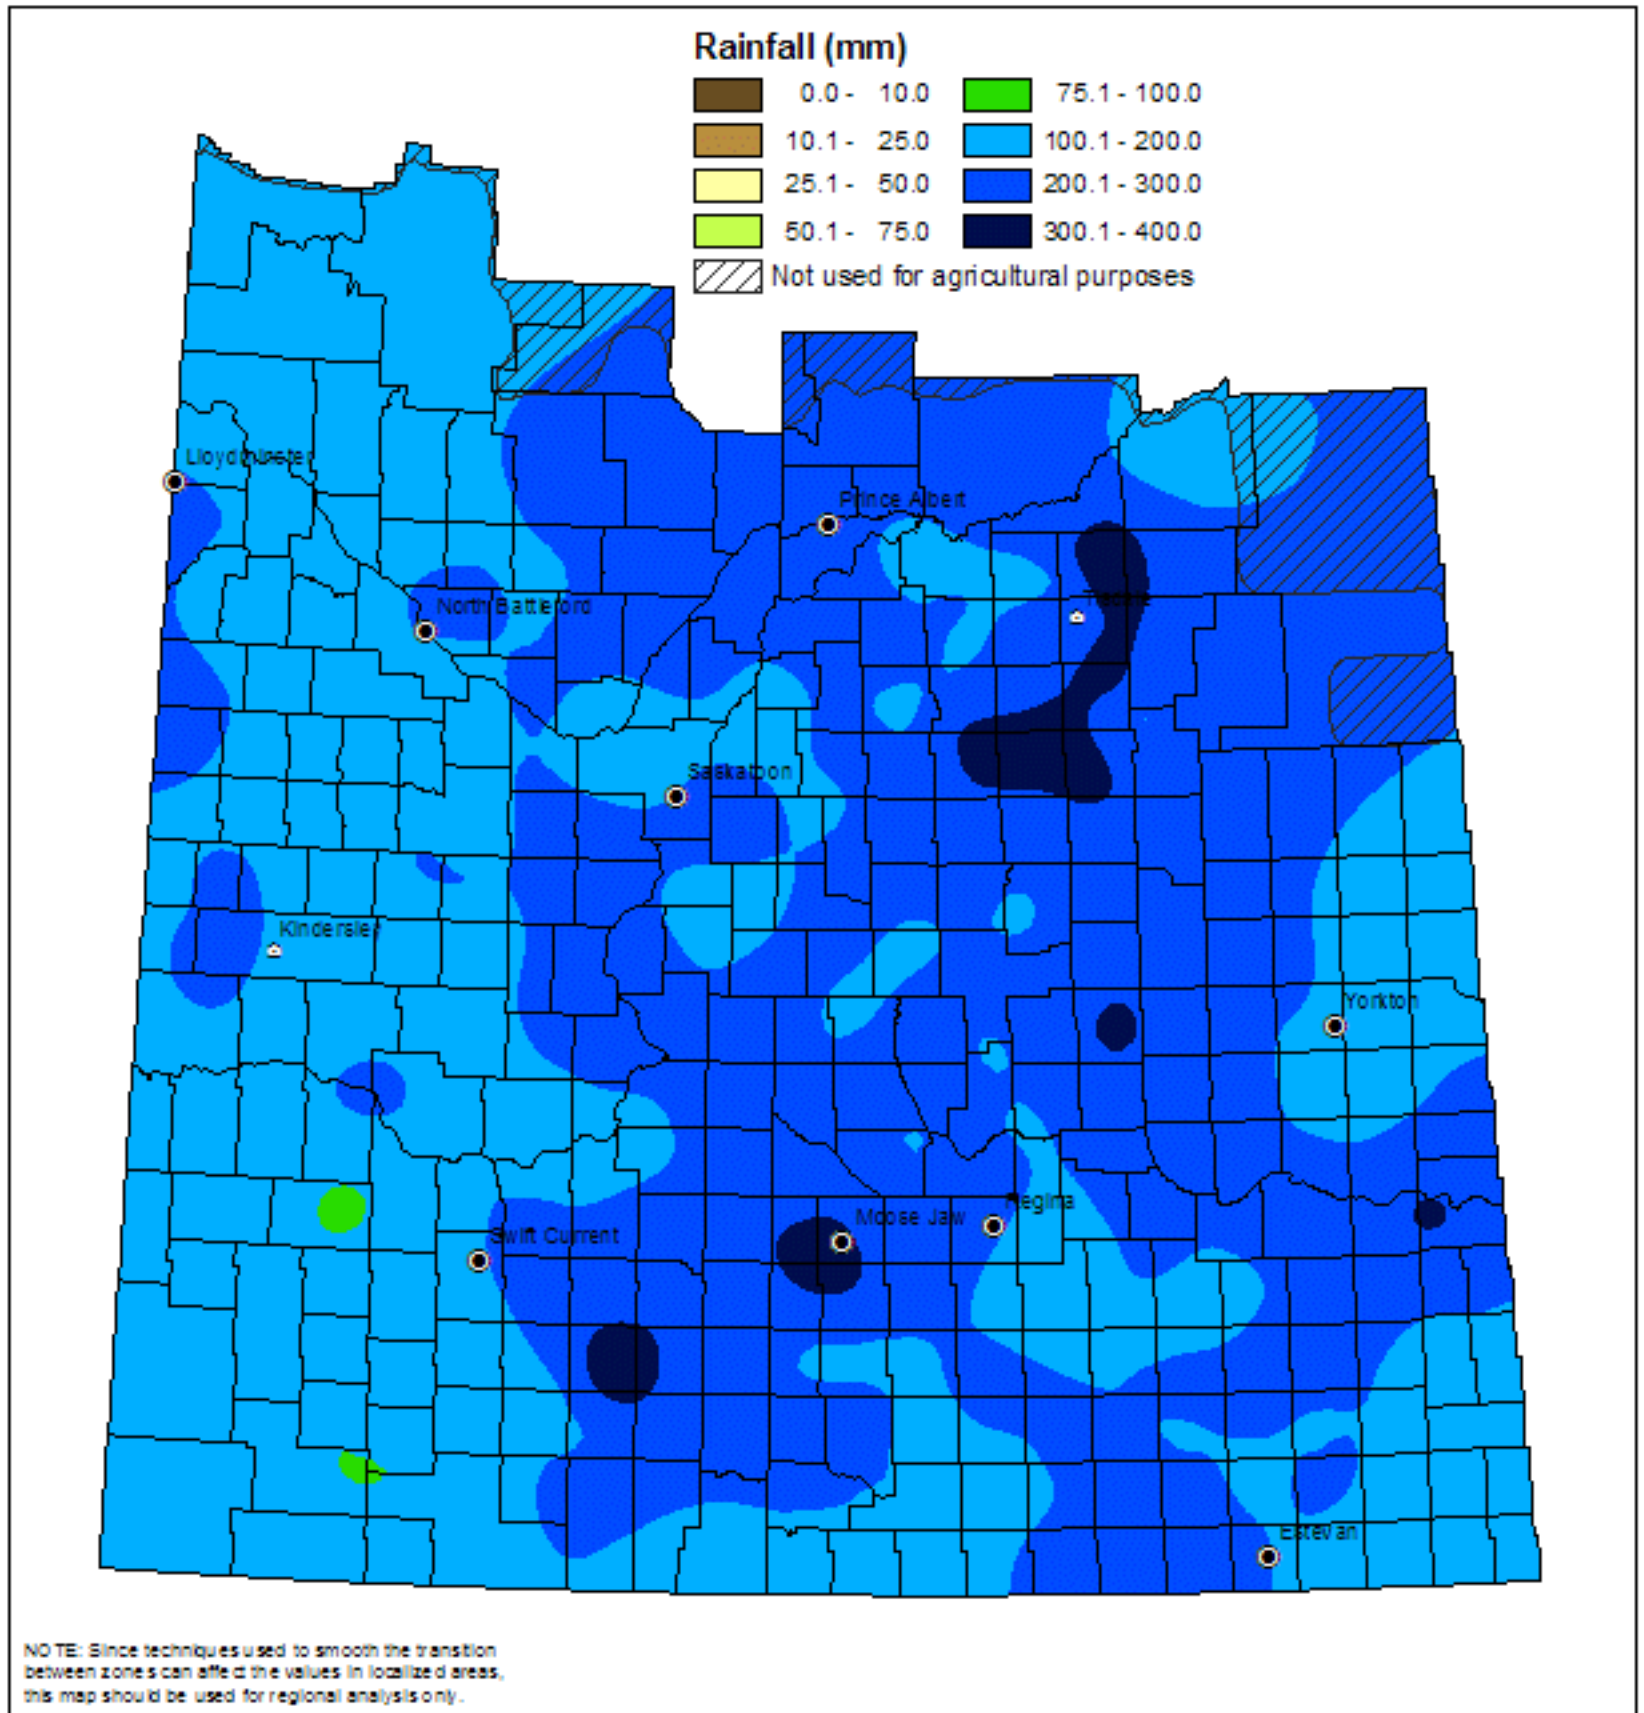 Rainfall (mm)
0.0 - 10.0
75.1 - 100.0
10.1 - 25.0
100.1 - 200.0
25.1 - 50.0
200.1 - 300.0
50.1 - 75.0
300.1 - 400.0
Not used for agricultural purposes
Lloydminster
Prince Albert
North Battleford
Saskatoon
Kindersley
Yorkton
Regina
Moose Jaw
Swift Current
Estevan
NOTE: Since techniques used to smooth the transition
between zones can affect the values in localized areas,
this map should be used for regional analysis only.